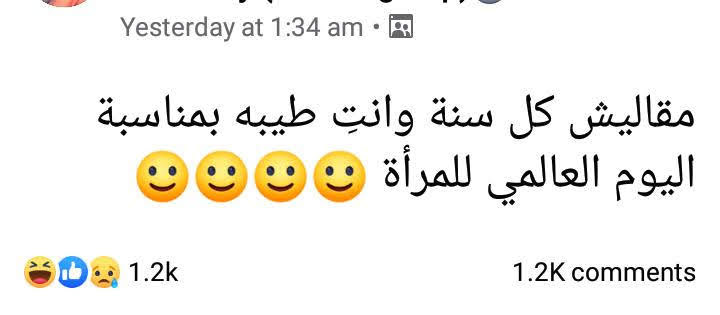 Yesterday at 1:34 am •
مقاليش كل سنة وانتِ طيبه بمناسبة
اليوم العالمي للمرأة 🙂🙂🙂🙂
1.2k 1.2K comments